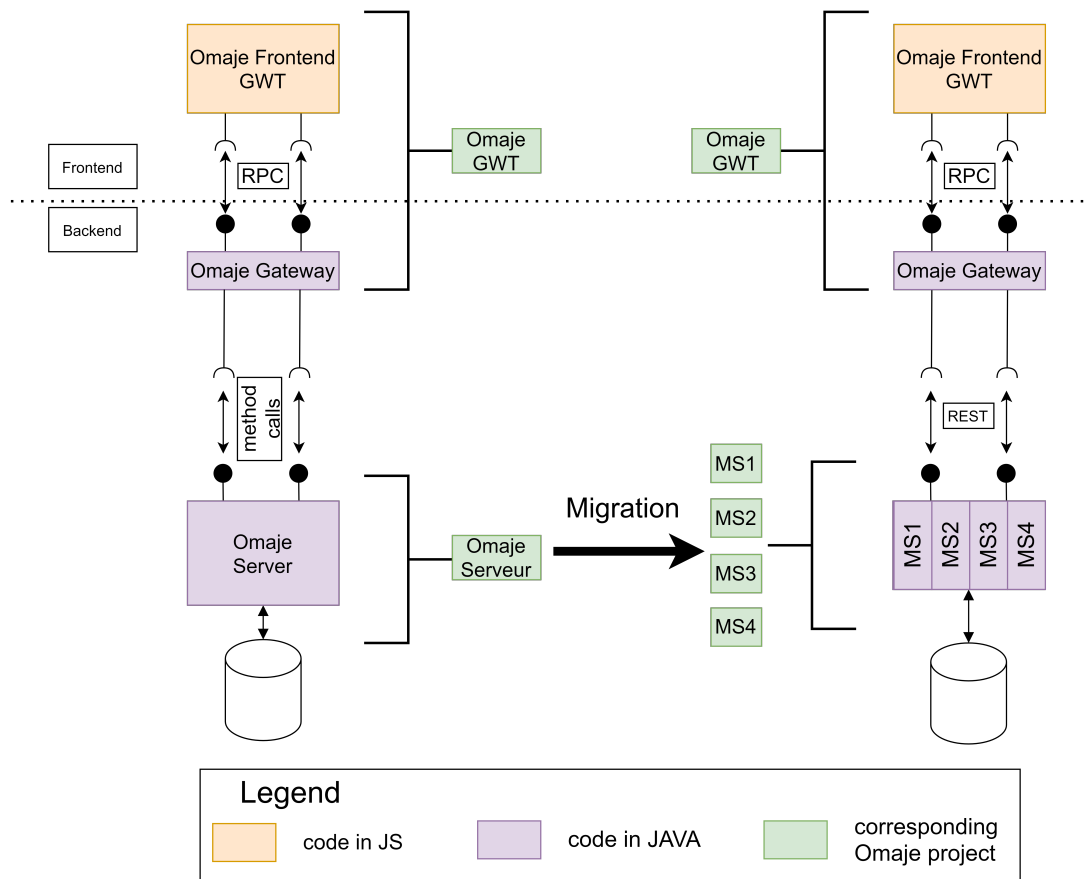 Omaje Frontend
GWT
Omaje Frontend
GWT
Omaje
GWT
Omaje
GWT
Frontend
RPC
RPC
Backend
Omaje Gateway
Omaje Gateway
method
calls
REST
MS1
Migration
MS2
Omaje
Server
Omaje
Serveur
MS3
MS4
MS1
MS2
MS3
MS4
Legend
code in JS
code in JAVA
corresponding
Omaje project